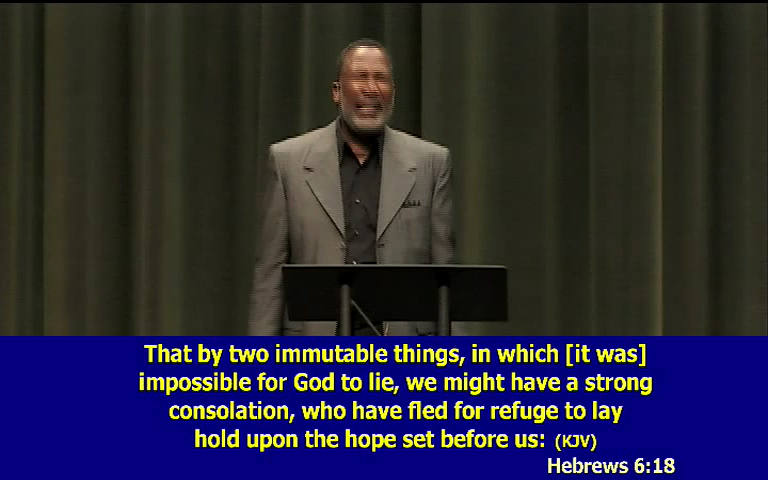 That by two immutable things, in which [it was]
impossible for God to lie, we might have a strong
consolation, who have fled for refuge to lay
hold upon the hope set before us: (KJV)
Hebrews 6:18